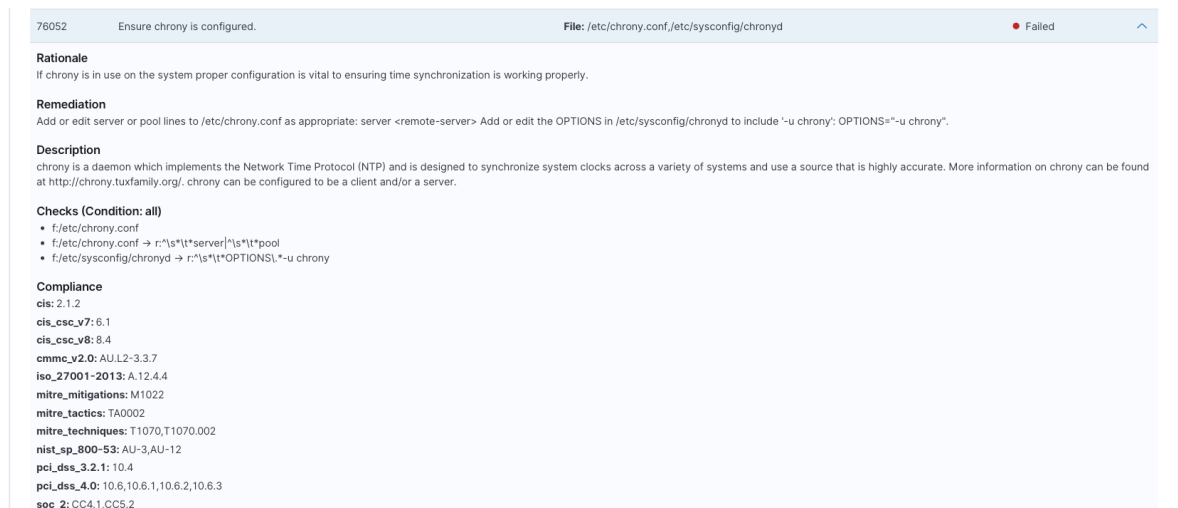 76052 Ensure chrony is configured. File: /etc/chrony.conf,/etc/sysconfig/chronyd Failed
Rationale
If chrony is in use on the system proper configuration is vital to ensuring time synchronization is working properly.
Remediation
Add or edit server or pool lines to /etc/chrony.conf as appropriate: server <remote-server> Add or edit the OPTIONS in /etc/sysconfig/chronyd to include '-u chrony': OPTIONS="-u chrony".
Description
chrony is a daemon which implements the Network Time Protocol (NTP) and is designed to synchronize system clocks across a variety of systems and use a source that is highly accurate. More information on chrony can be found
at http://chrony.tuxfamily.org/. chrony can be configured to be a client and/or a server.
Checks (Condition: all)
• f:/etc/chrony.conf
• f:/etc/chrony.conf → r:^\s*\t*server|^\s*\t*pool
• f:/etc/sysconfig/chronyd → r:^\s*\t*OPTIONS\.*-u chrony
Compliance
cis: 2.1.2
cis_csc_v7: 6.1
cis_csc_v8: 8.4
cmmc_v2.0: AU.L2-3.3.7
iso_27001-2013: A.12.4.4
mitre_mitigations: M1022
mitre_tactics: TA0002
mitre_techniques: T1070,T1070.002
nist_sp_800-53: AU-3,AU-12
pci_dss_3.2.1: 10.4
pci_dss_4.0: 10.6,10.6.1,10.6.2,10.6.3
soc_2: CC4.1,CC5.2